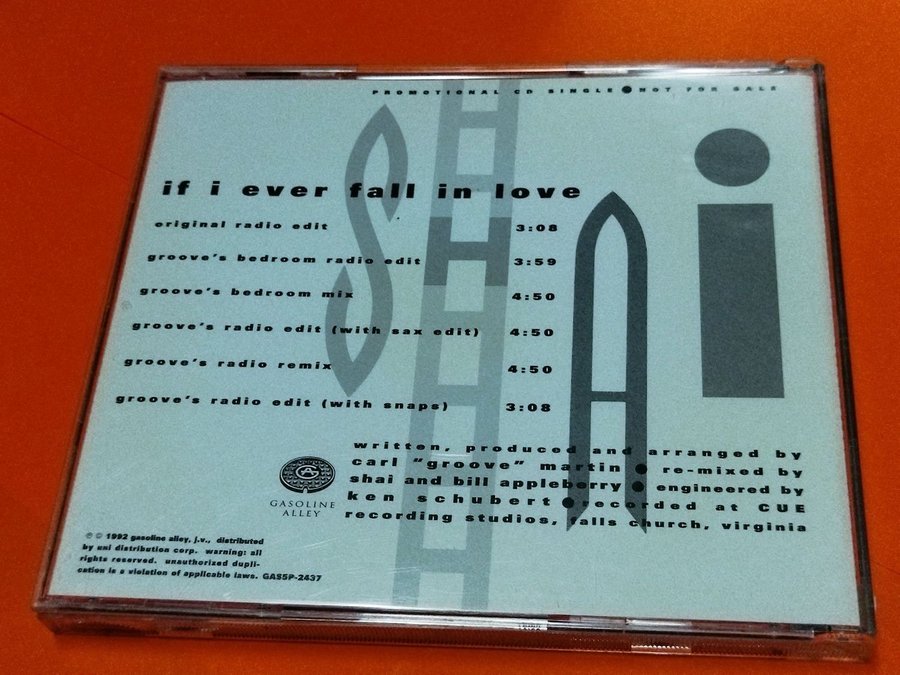 PROMOTIONAL CD SINGLE ● NOT FOR SALE
SHAi
if i ever fall in love
original radio edit 3:08
groove's bedroom radio edit 3:59
groove's bedroom mix 4:50
groove's radio edit (with sax edit) 4:50
groove's radio remix 4:50
groove's radio edit (with snaps) 3:08
written, produced and arranged by
carl "groove" martin ● re-mixed by
shai and bill appleberry ● engineered by
ken schubert ● recorded at CUE
recording studios, falls church, virginia
GA
GASOLINE
ALLEY
℗ © 1992 gasoline alley, j.v., distributed
by uni distribution corp. warning: all
rights reserved. unauthorized dupli-
cation is a violation of applicable laws. GAS5P-2437